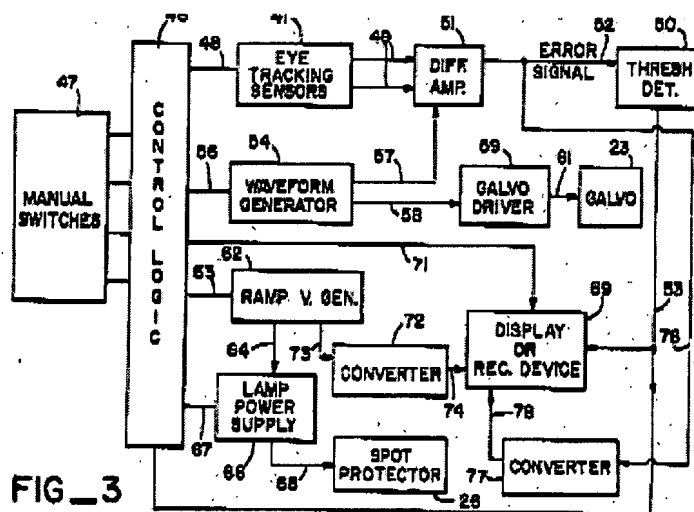 47
MANUAL
SWITCHES
CONTROL
LOGIC
48
41
EYE
TRACKING
SENSORS
49
51
DIFF.
AMP.
ERROR
SIGNAL
52
50
THRESH
DET.
56
54
WAVEFORM
GENERATOR
57
58
59
GALVO
DRIVER
61
23
GALVO
71
63
62
RAMP V. GEN.
64
73
72
CONVERTER
74
69
DISPLAY
OR
REC. DEVICE
53
76
67
LAMP
POWER
SUPPLY
66
68
SPOT
PROTECTOR
26
78
77
CONVERTER
FIG_3